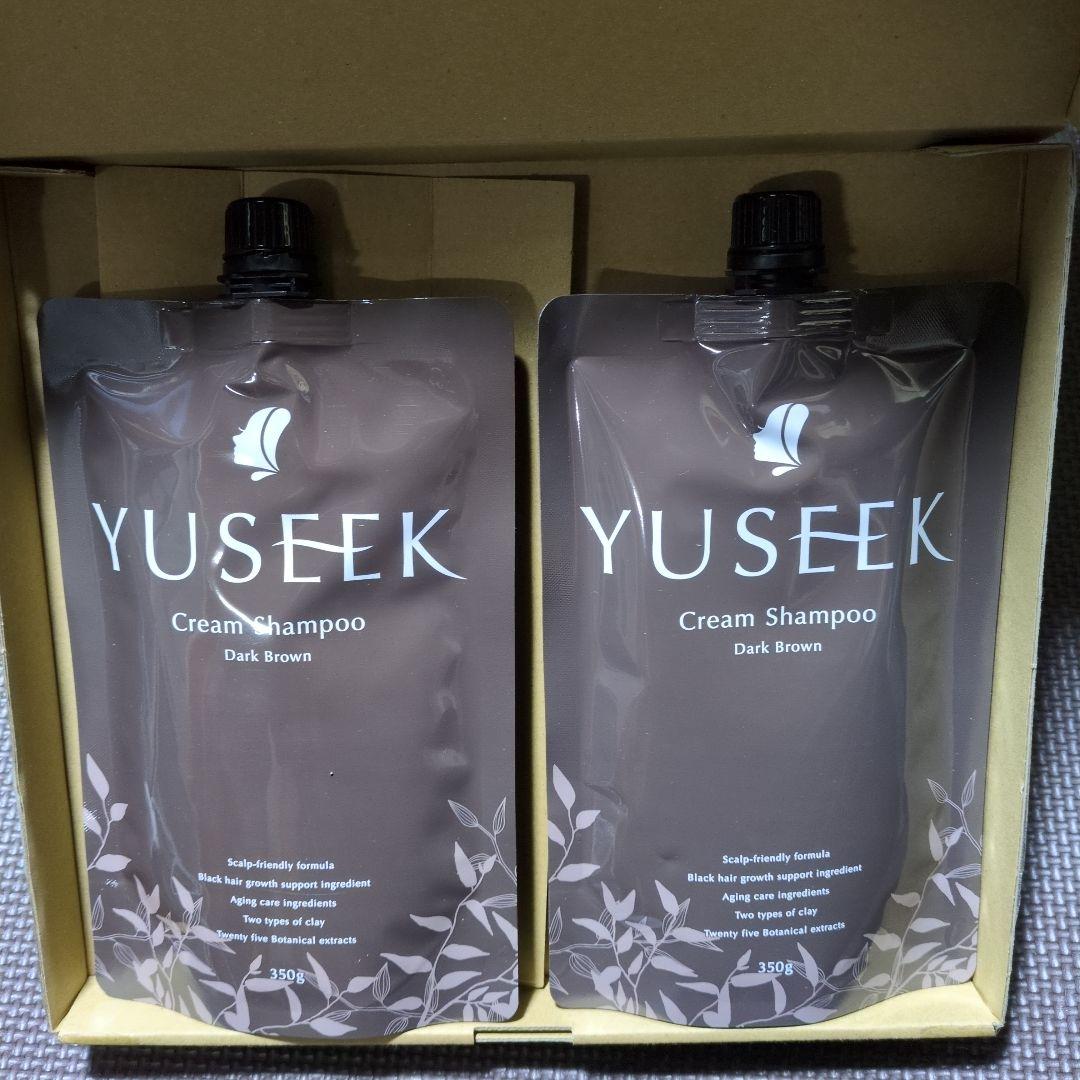 YUSEEK
Cream Shampoo
Dark Brown
Scalp-friendly formula
Black hair growth support ingredient
Aging care ingredients
Two types of clay
Twenty five Botanical extracts
350g
YUSEEK
Cream Shampoo
Dark Brown
Scalp-friendly formula
Black hair growth support ingredient
Aging care ingredients
Two types of clay
Twenty five Botanical extracts
350g